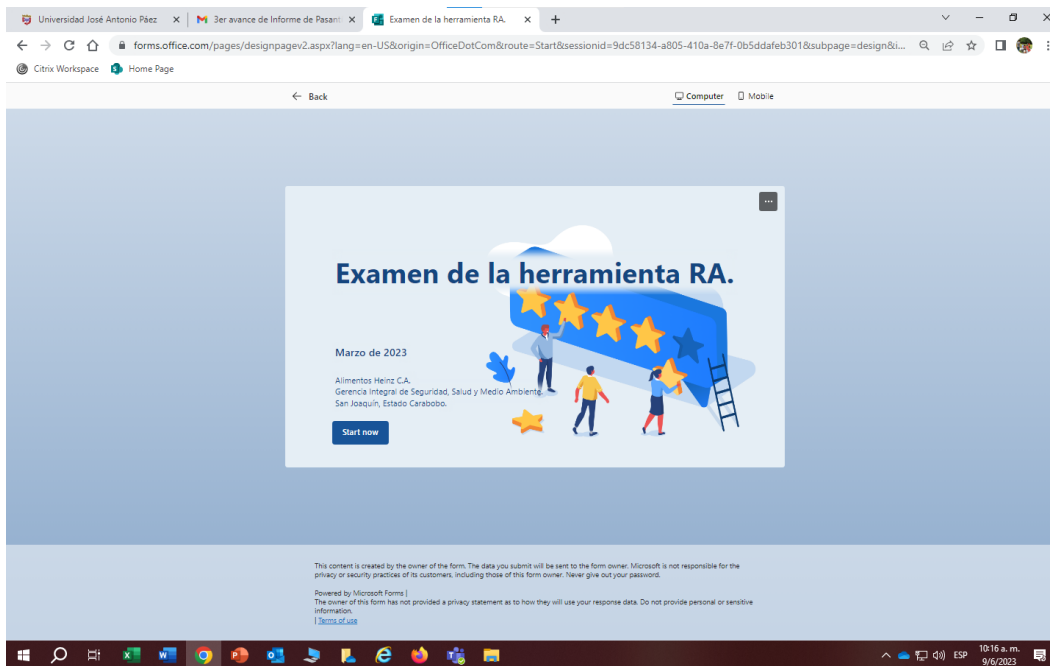 Universidad José Antonio Páez
3er avance de Informe de Pasant
Examen de la herramienta RA.
forms.office.com/pages/designpagev2.aspx?lang=en-US&origin=OfficeDotCom&route=Start&sessionid=9dc58134-a805-410a-8e7f-0b5ddafeb301&subpage=design&i...
Citrix Workspace
Home Page
Back
Computer
Mobile
Examen de la herramienta RA.
Marzo de 2023
Alimentos Heinz C.A.
Gerencia Integral de Seguridad, Salud y Medio Ambiente.
San Joaquín, Estado Carabobo.
Start now
This content is created by the owner of the form. The data you submit will be sent to the form owner. Microsoft is not responsible for the
privacy or security practices of its customers, including those of this form owner. Never give out your password.
Powered by Microsoft Forms |
The owner of this form has not provided a privacy statement as to how they will use your response data. Do not provide personal or sensitive
information.
| Terms of use
ESP
10:16 a. m.
9/6/2023